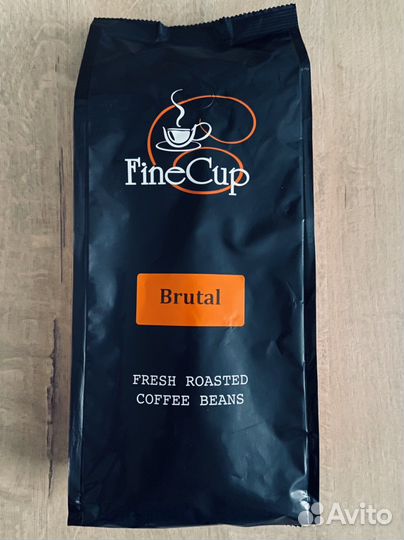 FineCup
Brutal
FRESH ROASTED
COFFEE BEANS
Avito